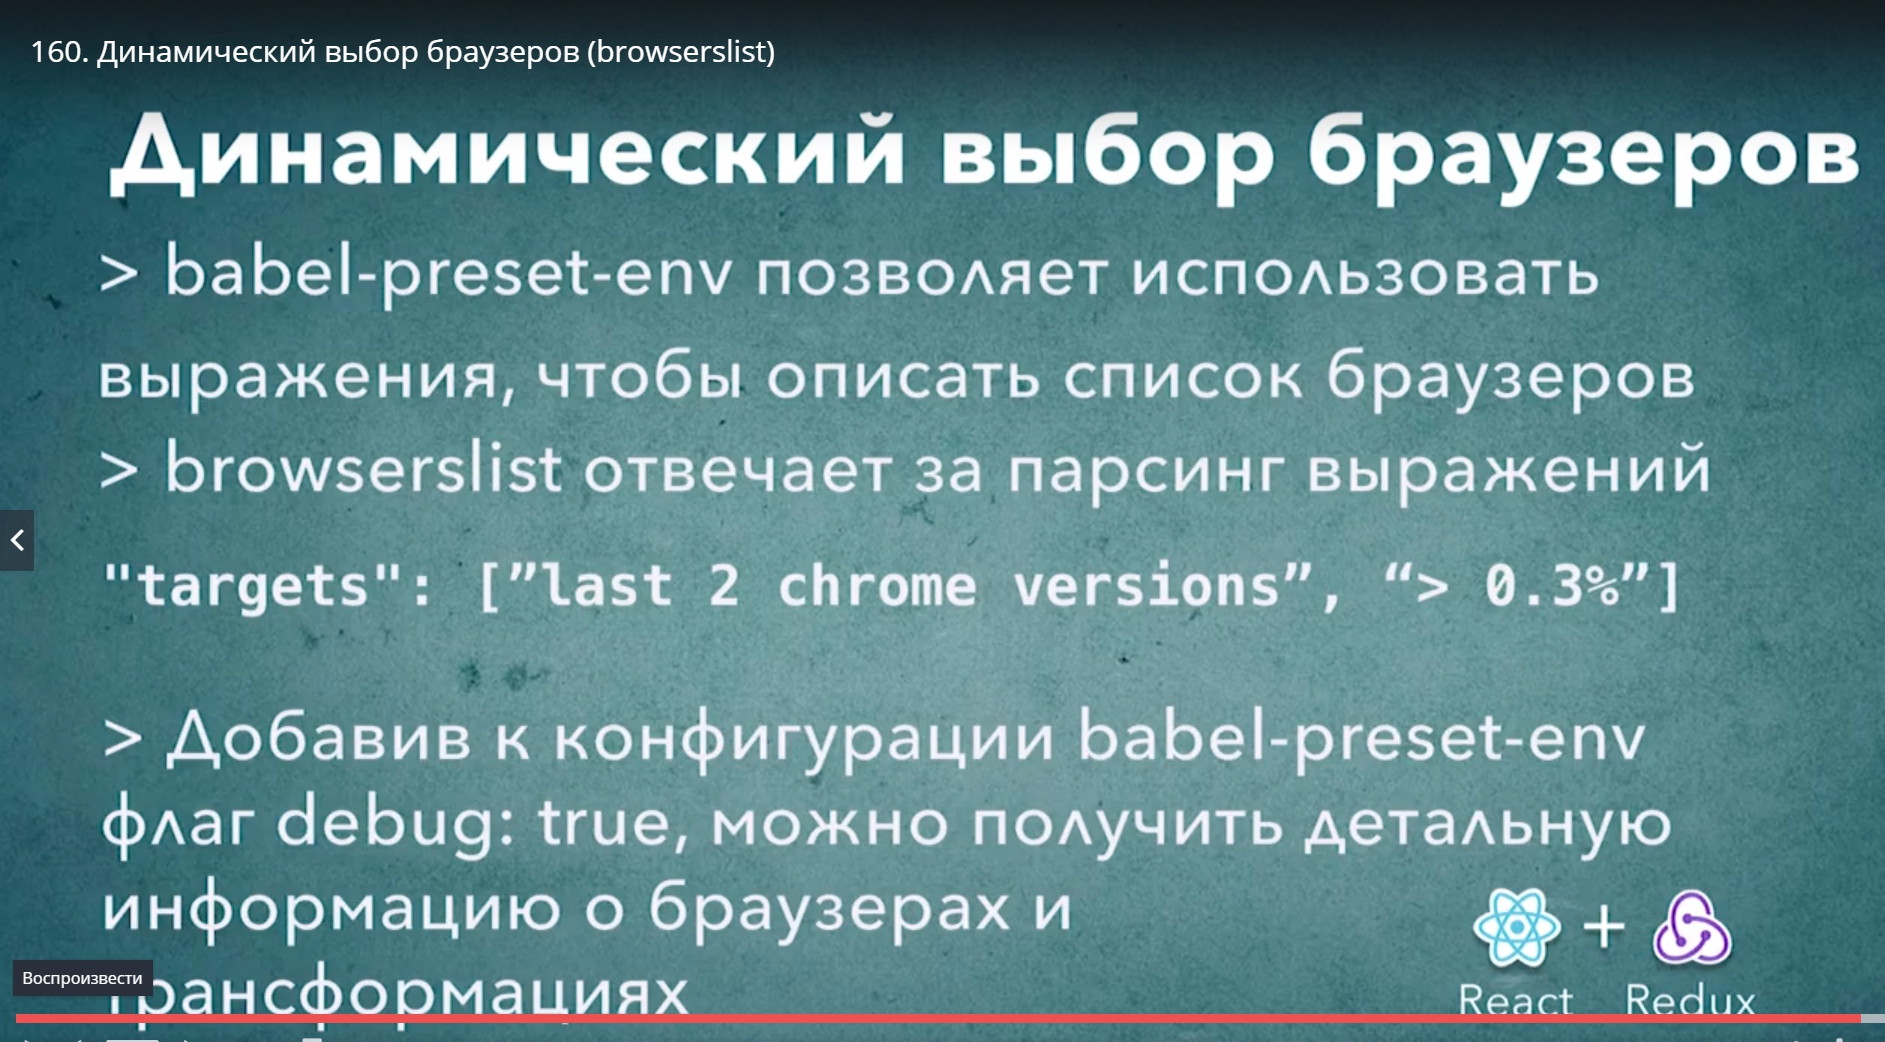 160. Динамический выбор браузеров (browserslist)
Динамический выбор браузеров
> babel-preset-env позволяет использовать
выражения, чтобы описать список браузеров
> browserslist отвечает за парсинг выражений
"targets": [”last 2 chrome versions”, “> 0.3%”]
> Добавив к конфигурации babel-preset-env
флаг debug: true, можно получить детальную
информацию о браузерах и
трансформациях
Воспроизвести
React + Redux